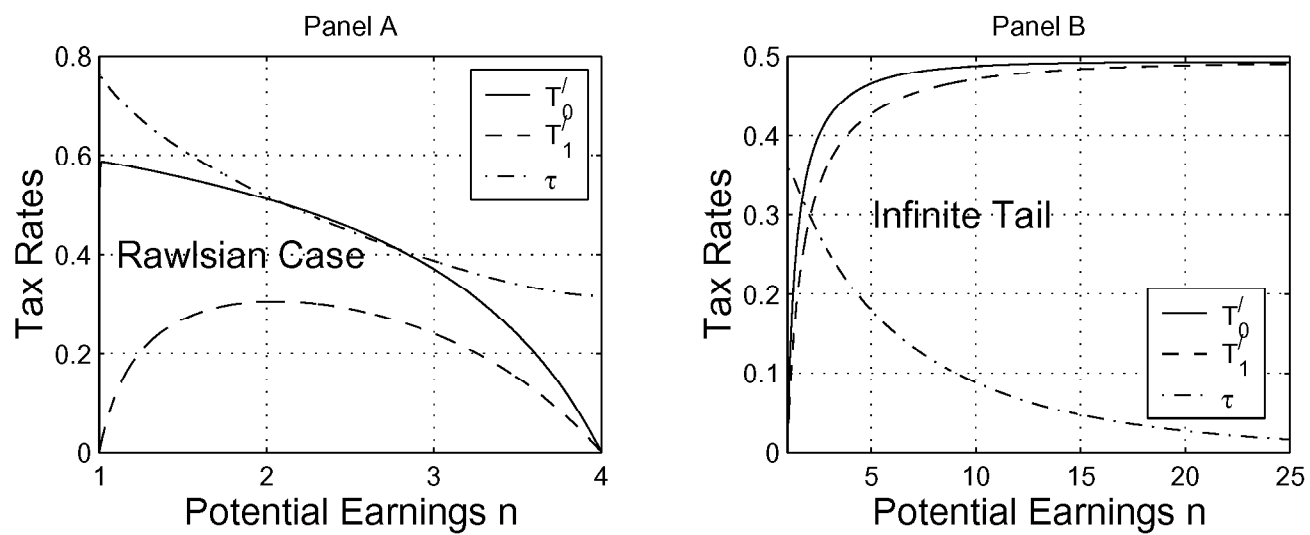 Panel A
Tax Rates
0.8
0.6
0.4
0.2
0
1
2
3
4
Potential Earnings n
Rawlsian Case
T₀′
T₁′
τ
Panel B
Tax Rates
0.5
0.4
0.3
0.2
0.1
0
5
10
15
20
25
Potential Earnings n
Infinite Tail
T₀′
T₁′
τ